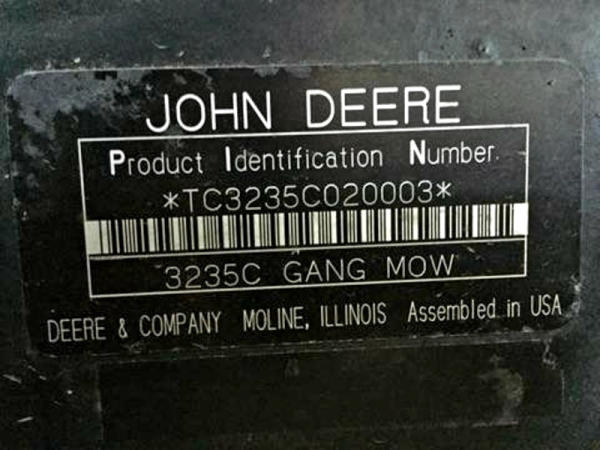 JOHN DEERE
Product Identification Number.
*TC3235C020003*
3235C GANG MOW
DEERE & COMPANY MOLINE, ILLINOIS Assembled in USA